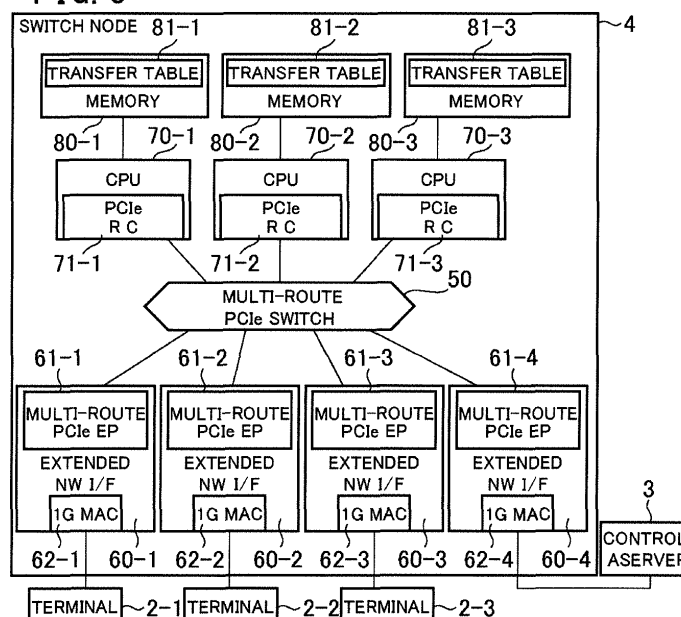 SWITCH NODE
4
81-1 81-2 81-3
TRANSFER TABLE TRANSFER TABLE TRANSFER TABLE
MEMORY MEMORY MEMORY
80-1 70-1 80-2 70-2 80-3 70-3
CPU CPU CPU
PCIe PCIe PCIe
R C R C R C
71-1 71-2 71-3
50
MULTI-ROUTE
PCIe SWITCH
61-1 61-2 61-3 61-4
MULTI-ROUTE MULTI-ROUTE MULTI-ROUTE MULTI-ROUTE
PCIe EP PCIe EP PCIe EP PCIe EP
EXTENDED EXTENDED EXTENDED EXTENDED
NW I/F NW I/F NW I/F NW I/F
1G MAC 1G MAC 1G MAC 1G MAC
3
62-1 60-1 62-2 60-2 62-3 60-3 62-4 60-4
CONTROL
ASERVER
TERMINAL 2-1 TERMINAL 2-2 TERMINAL 2-3